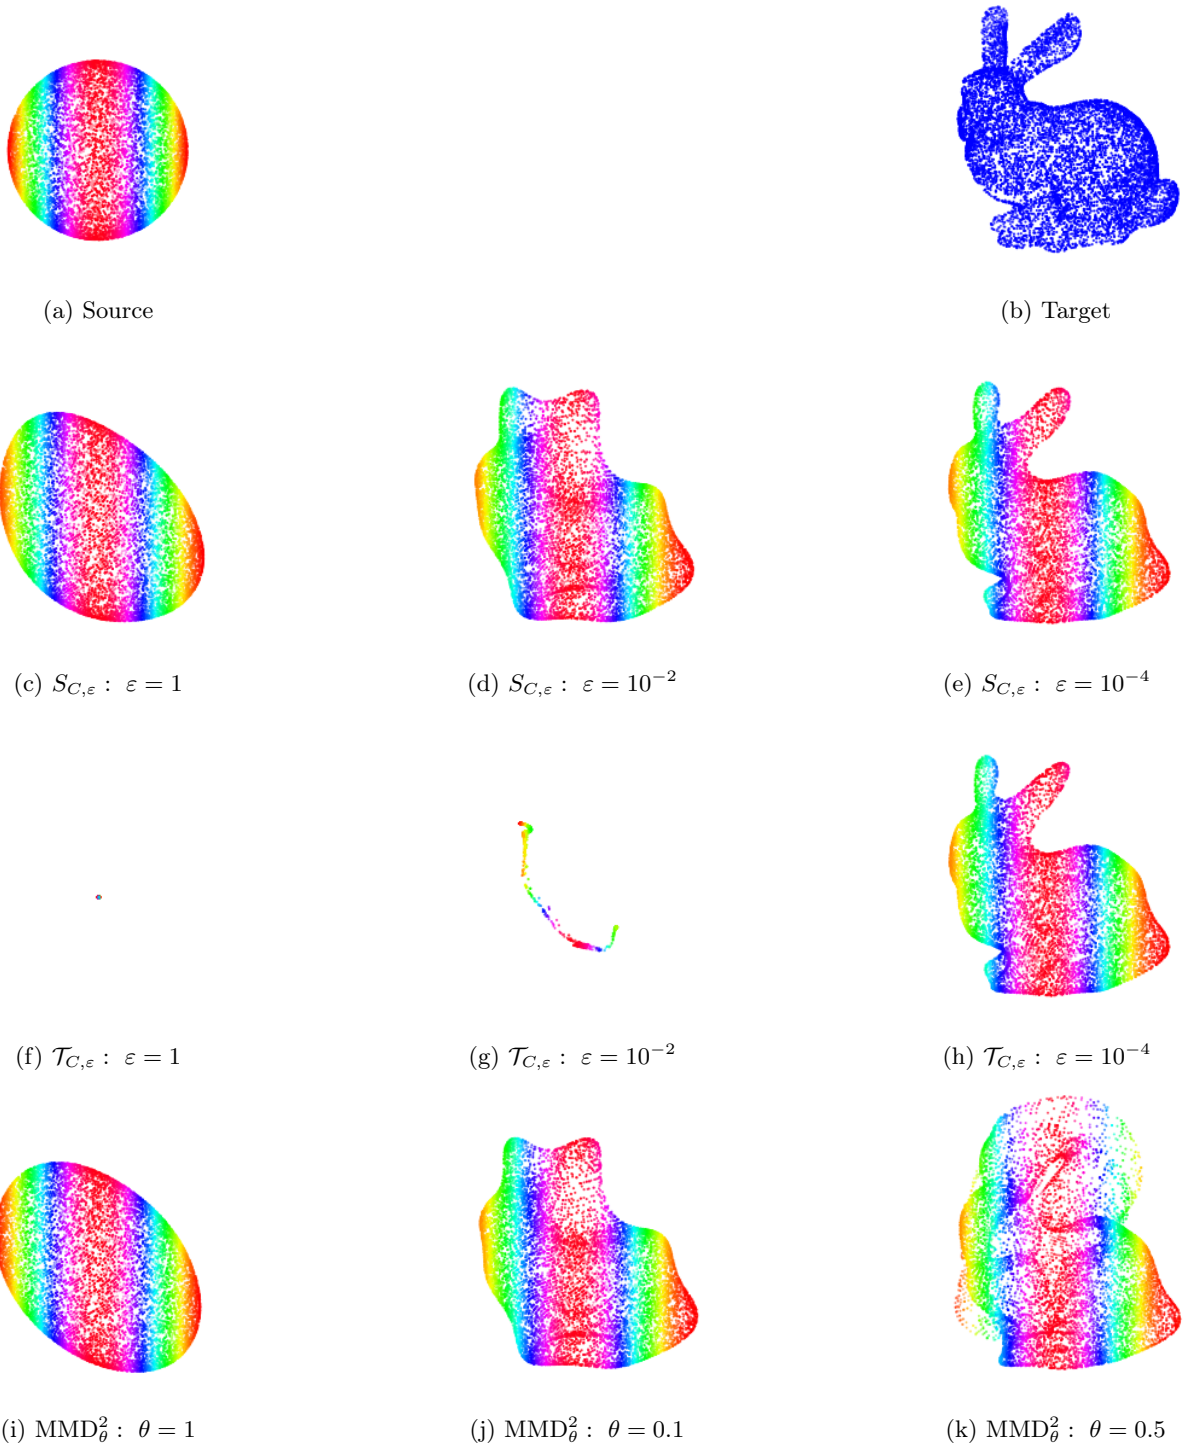 (a) Source
(b) Target
(c) $S_{C,\varepsilon}$ : $\varepsilon = 1$
(d) $S_{C,\varepsilon}$ : $\varepsilon = 10^{-2}$
(e) $S_{C,\varepsilon}$ : $\varepsilon = 10^{-4}$
(f) $\mathcal{T}_{C,\varepsilon}$ : $\varepsilon = 1$
(g) $\mathcal{T}_{C,\varepsilon}$ : $\varepsilon = 10^{-2}$
(h) $\mathcal{T}_{C,\varepsilon}$ : $\varepsilon = 10^{-4}$
(i) $\mathrm{MMD}^2_\theta$ : $\theta = 1$
(j) $\mathrm{MMD}^2_\theta$ : $\theta = 0.1$
(k) $\mathrm{MMD}^2_\theta$ : $\theta = 0.5$